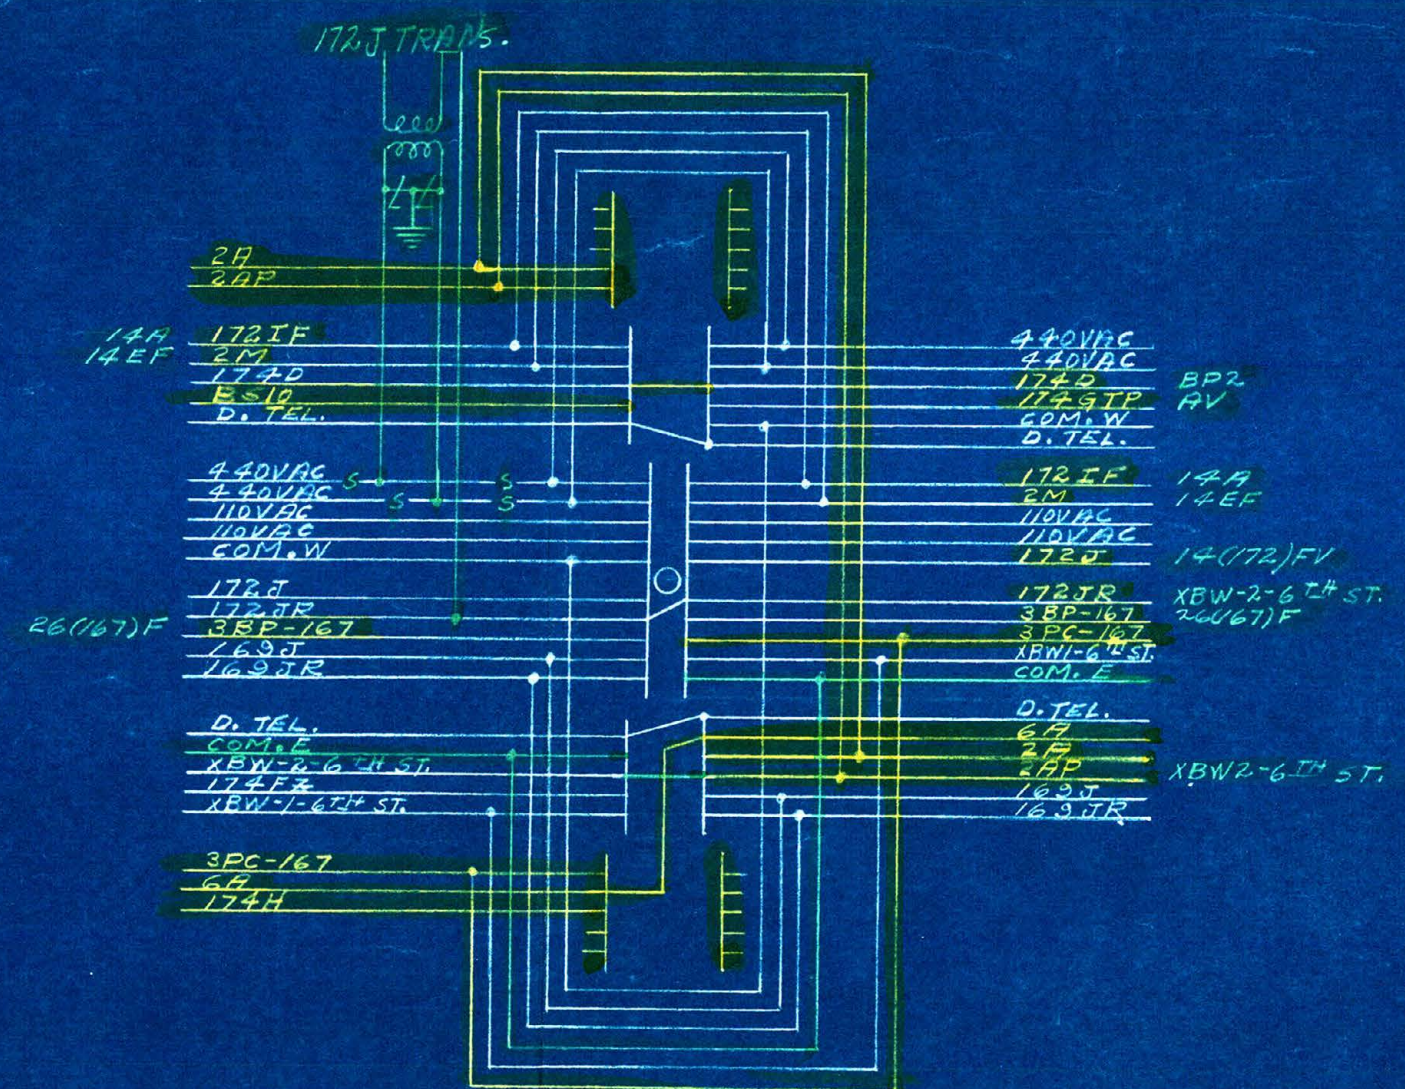 172J TRANS.
2A
2AP
14A 172IF
14EF 2M
174D
BS10
D. TEL.
440VAC
440VAC
174D BP2
174GTP AV
COM.W
D. TEL.
440VAC S S
440VAC S S
110VAC
110VAC
COM.W
172IF 14A
2M 14EF
110VAC
110VAC
172J 14(172)FV
172J
172JR
26(167)F 3BP-167
169J
169JR
172JR XBW-2-6TH ST.
3BP-167 26(167)F
3PC-167
XBW1-6TH ST.
COM. E
D. TEL.
COM.E
XBW-2-6TH ST.
XBW-1-6TH ST.
D.TEL.
6A
2A
2AP XBW2-6TH ST.
169J
169JR
3PC-167
6A
174H